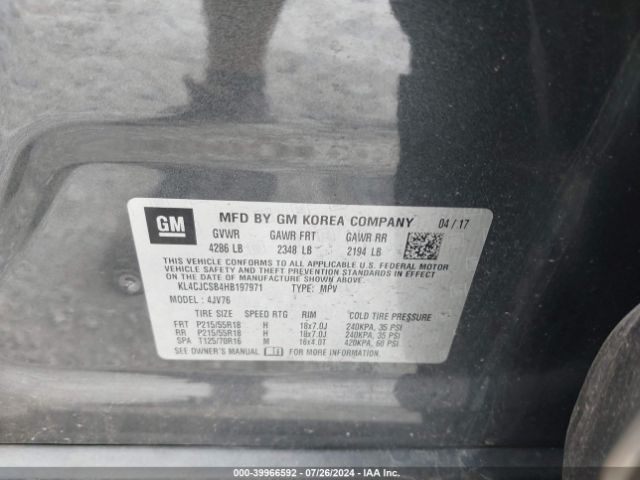 GM
MFD BY GM KOREA COMPANY 04 / 17
GVWR GAWR FRT GAWR RR
4286 LB 2348 LB 2194 LB
THIS VEHICLE CONFORMS TO ALL APPLICABLE U.S. FEDERAL MOTOR
VEHICLE SAFETY, BUMPER, AND THEFT PREVENTION STANDARDS
IN EFFECT ON THE DATE OF MANUFACTURE SHOWN ABOVE.
KL4CJCSB4HB197971 TYPE: MPV
MODEL: 4JV76
TIRE SIZE SPEED RTG RIM COLD TIRE PRESSURE
FRT P215/55R18 H 18x7.0J 240KPA, 35 PSI
RR P215/55R18 H 18x7.0J 240KPA, 35 PSI
SPA T125/70R16 M 16x4.0T 420KPA, 60 PSI
SEE OWNER'S MANUAL FOR MORE INFORMATION.
000-39966592 - 07/26/2024 - IAA Inc.